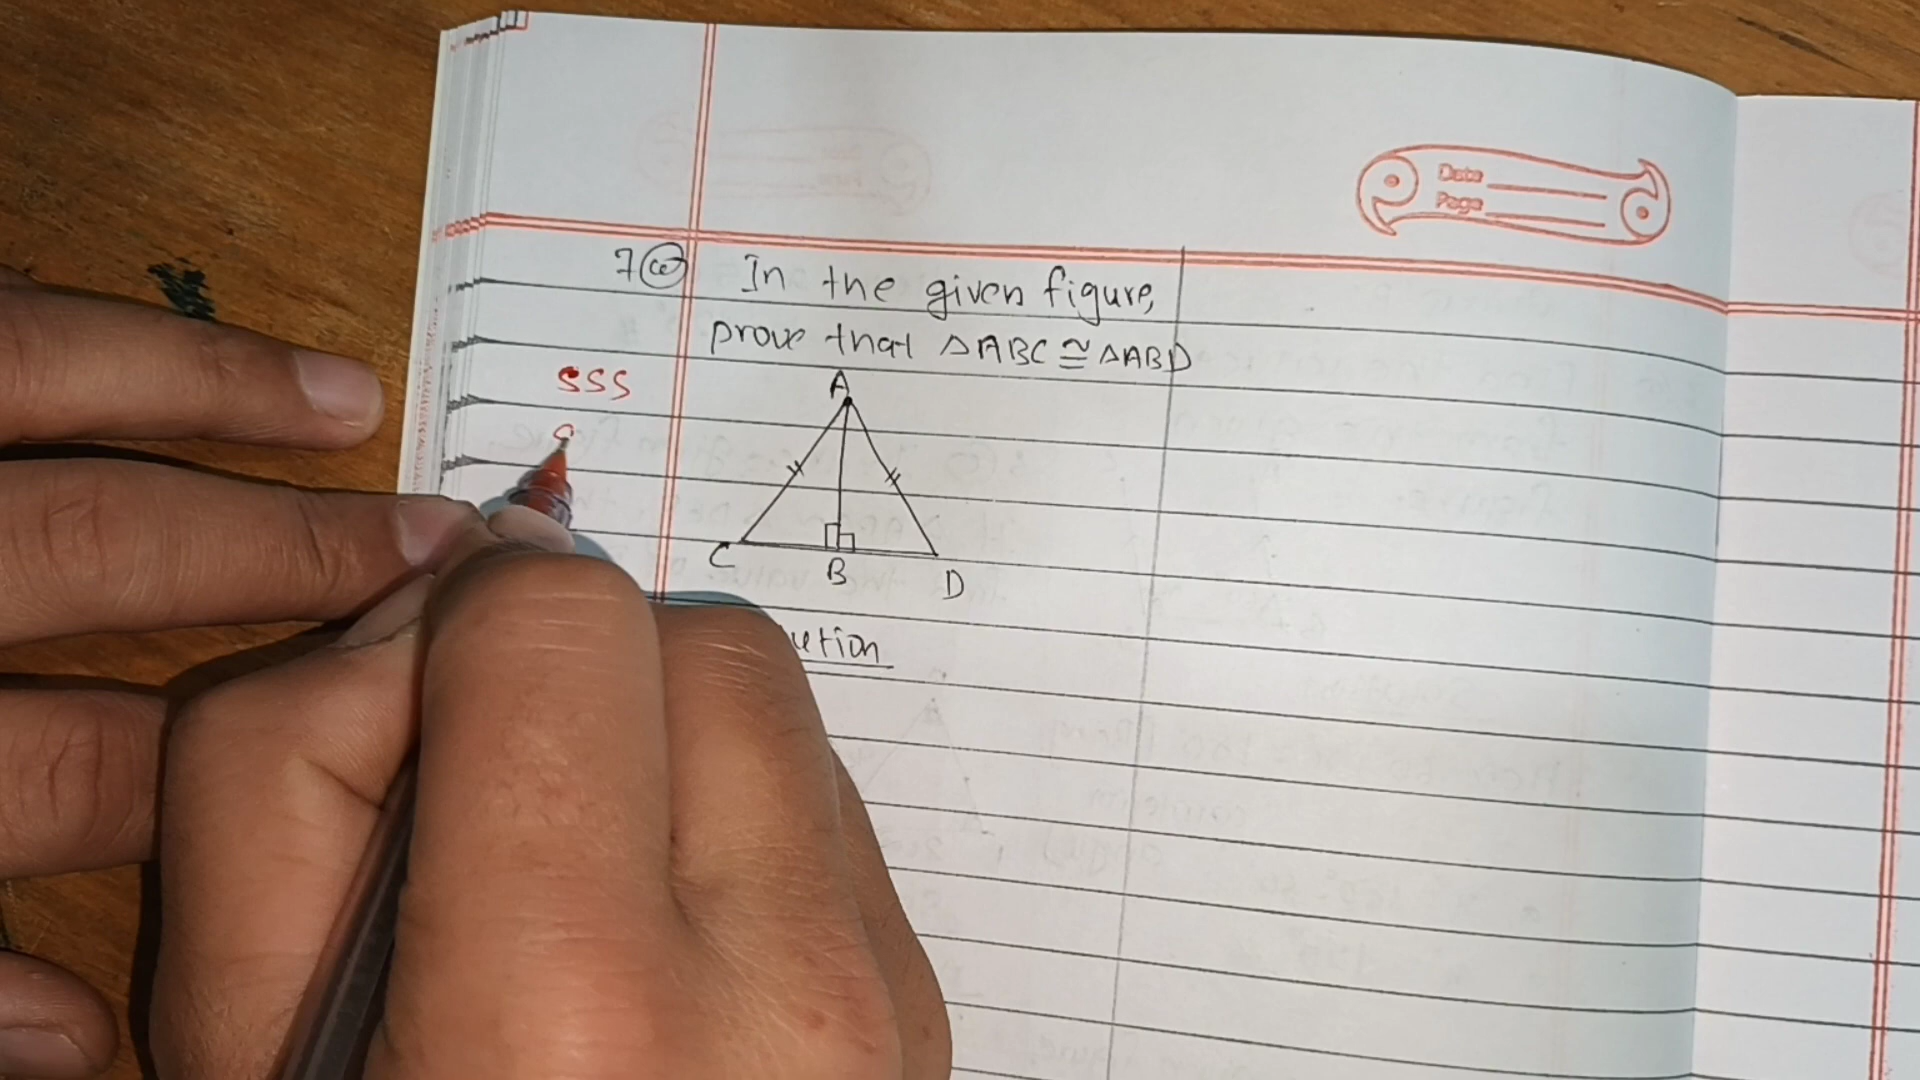 Date
Page
7(a) In the given figure,
prove that △ABC ≅ △ABD
SSS
S
A
C
B
D
ution